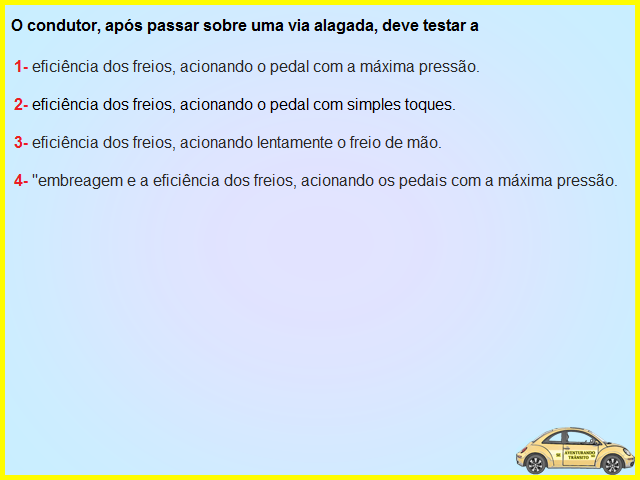 O condutor, após passar sobre uma via alagada, deve testar a
1- eficiência dos freios, acionando o pedal com a máxima pressão.
2- eficiência dos freios, acionando o pedal com simples toques.
3- eficiência dos freios, acionando lentamente o freio de mão.
4- "embreagem e a eficiência dos freios, acionando os pedais com a máxima pressão.
AVENTURANDO
TRÂNSITO